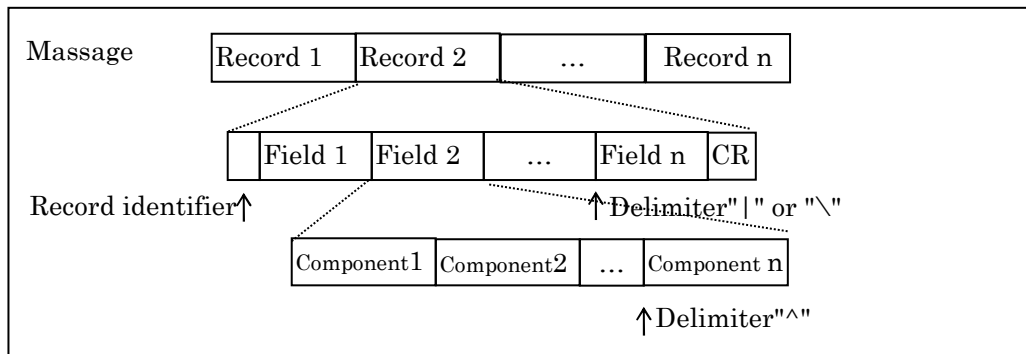 Massage
Record 1 Record 2 ... Record n
Field 1 Field 2 ... Field n CR
Record identifier Delimiter"|" or "\"
Component1 Component2 ... Component n
Delimiter"^"